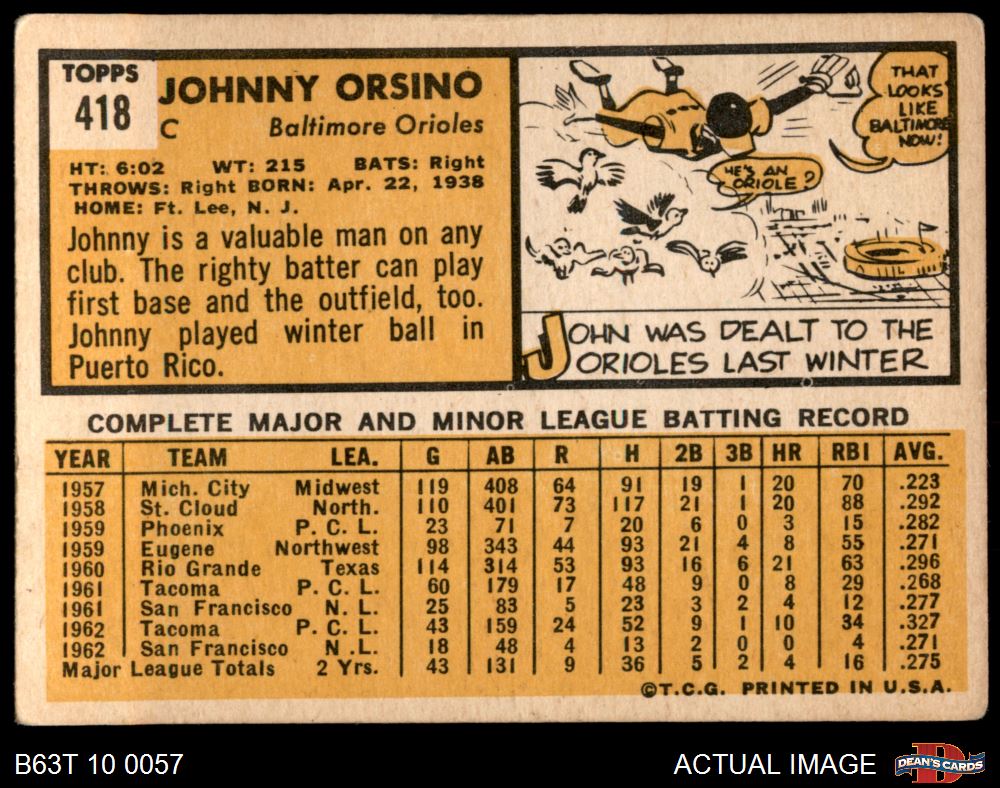 TOPPS
418
JOHNNY ORSINO
C Baltimore Orioles
HT: 6:02 WT: 215 BATS: Right
THROWS: Right BORN: Apr. 22, 1938
HOME: Ft. Lee, N. J.
Johnny is a valuable man on any
club. The righty batter can play
first base and the outfield, too.
Johnny played winter ball in
Puerto Rico.
THAT
LOOKS
LIKE
BALTIMORE
NOW!
HE'S AN
ORIOLE?
JOHN WAS DEALT TO THE
ORIOLES LAST WINTER
COMPLETE MAJOR AND MINOR LEAGUE BATTING RECORD
YEAR TEAM LEA. G AB R H 2B 3B HR RBI AVG.
1957 Mich. City Midwest 119 408 64 91 19 1 20 70 .223
1958 St. Cloud North. 110 401 73 117 21 1 20 88 .292
1959 Phoenix P. C. L. 23 71 7 20 6 0 3 15 .282
1959 Eugene Northwest 98 343 44 93 21 4 8 55 .271
1960 Rio Grande Texas 114 314 53 93 16 6 21 63 .296
1961 Tacoma P. C. L. 60 179 17 48 9 0 8 29 .268
1961 San Francisco N. L. 25 83 5 23 3 2 4 12 .277
1962 Tacoma P. C. L. 43 159 24 52 9 1 10 34 .327
1962 San Francisco N .L. 18 48 4 13 2 0 0 4 .271
Major League Totals 2 Yrs. 43 131 9 36 5 2 4 16 .275
©T.C.G. PRINTED IN U.S.A.
B63T 10 0057 ACTUAL IMAGE
D
DEAN'S CARDS